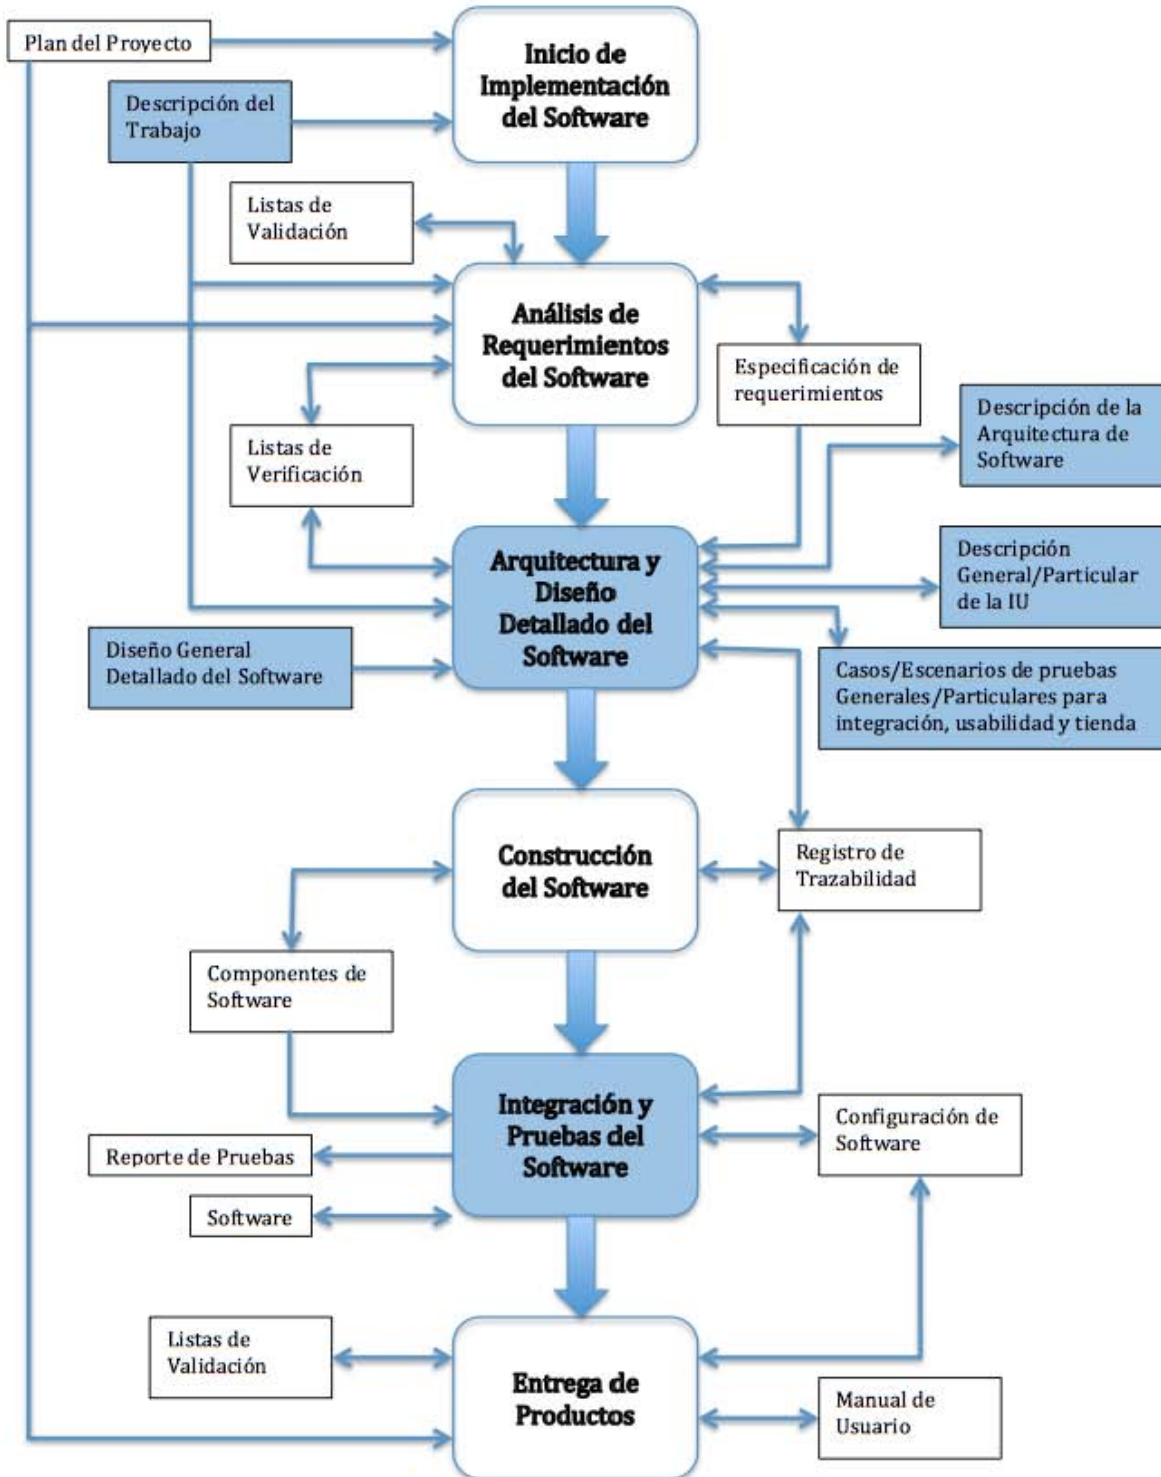 Plan del Proyecto
Inicio de
Implementación
del Software
Descripción del
Trabajo
Listas de
Validación
Análisis de
Requerimientos
del Software
Especificación de
requerimientos
Descripción de la
Arquitectura de
Software
Listas de
Verificación
Arquitectura y
Diseño
Detallado del
Software
Descripción
General/Particular
de la IU
Diseño General
Detallado del Software
Casos/Escenarios de pruebas
Generales/Particulares para
integración, usabilidad y tienda
Construcción
del Software
Registro de
Trazabilidad
Componentes de
Software
Integración y
Pruebas del
Software
Configuración de
Software
Reporte de Pruebas
Software
Listas de
Validación
Entrega de
Productos
Manual de
Usuario